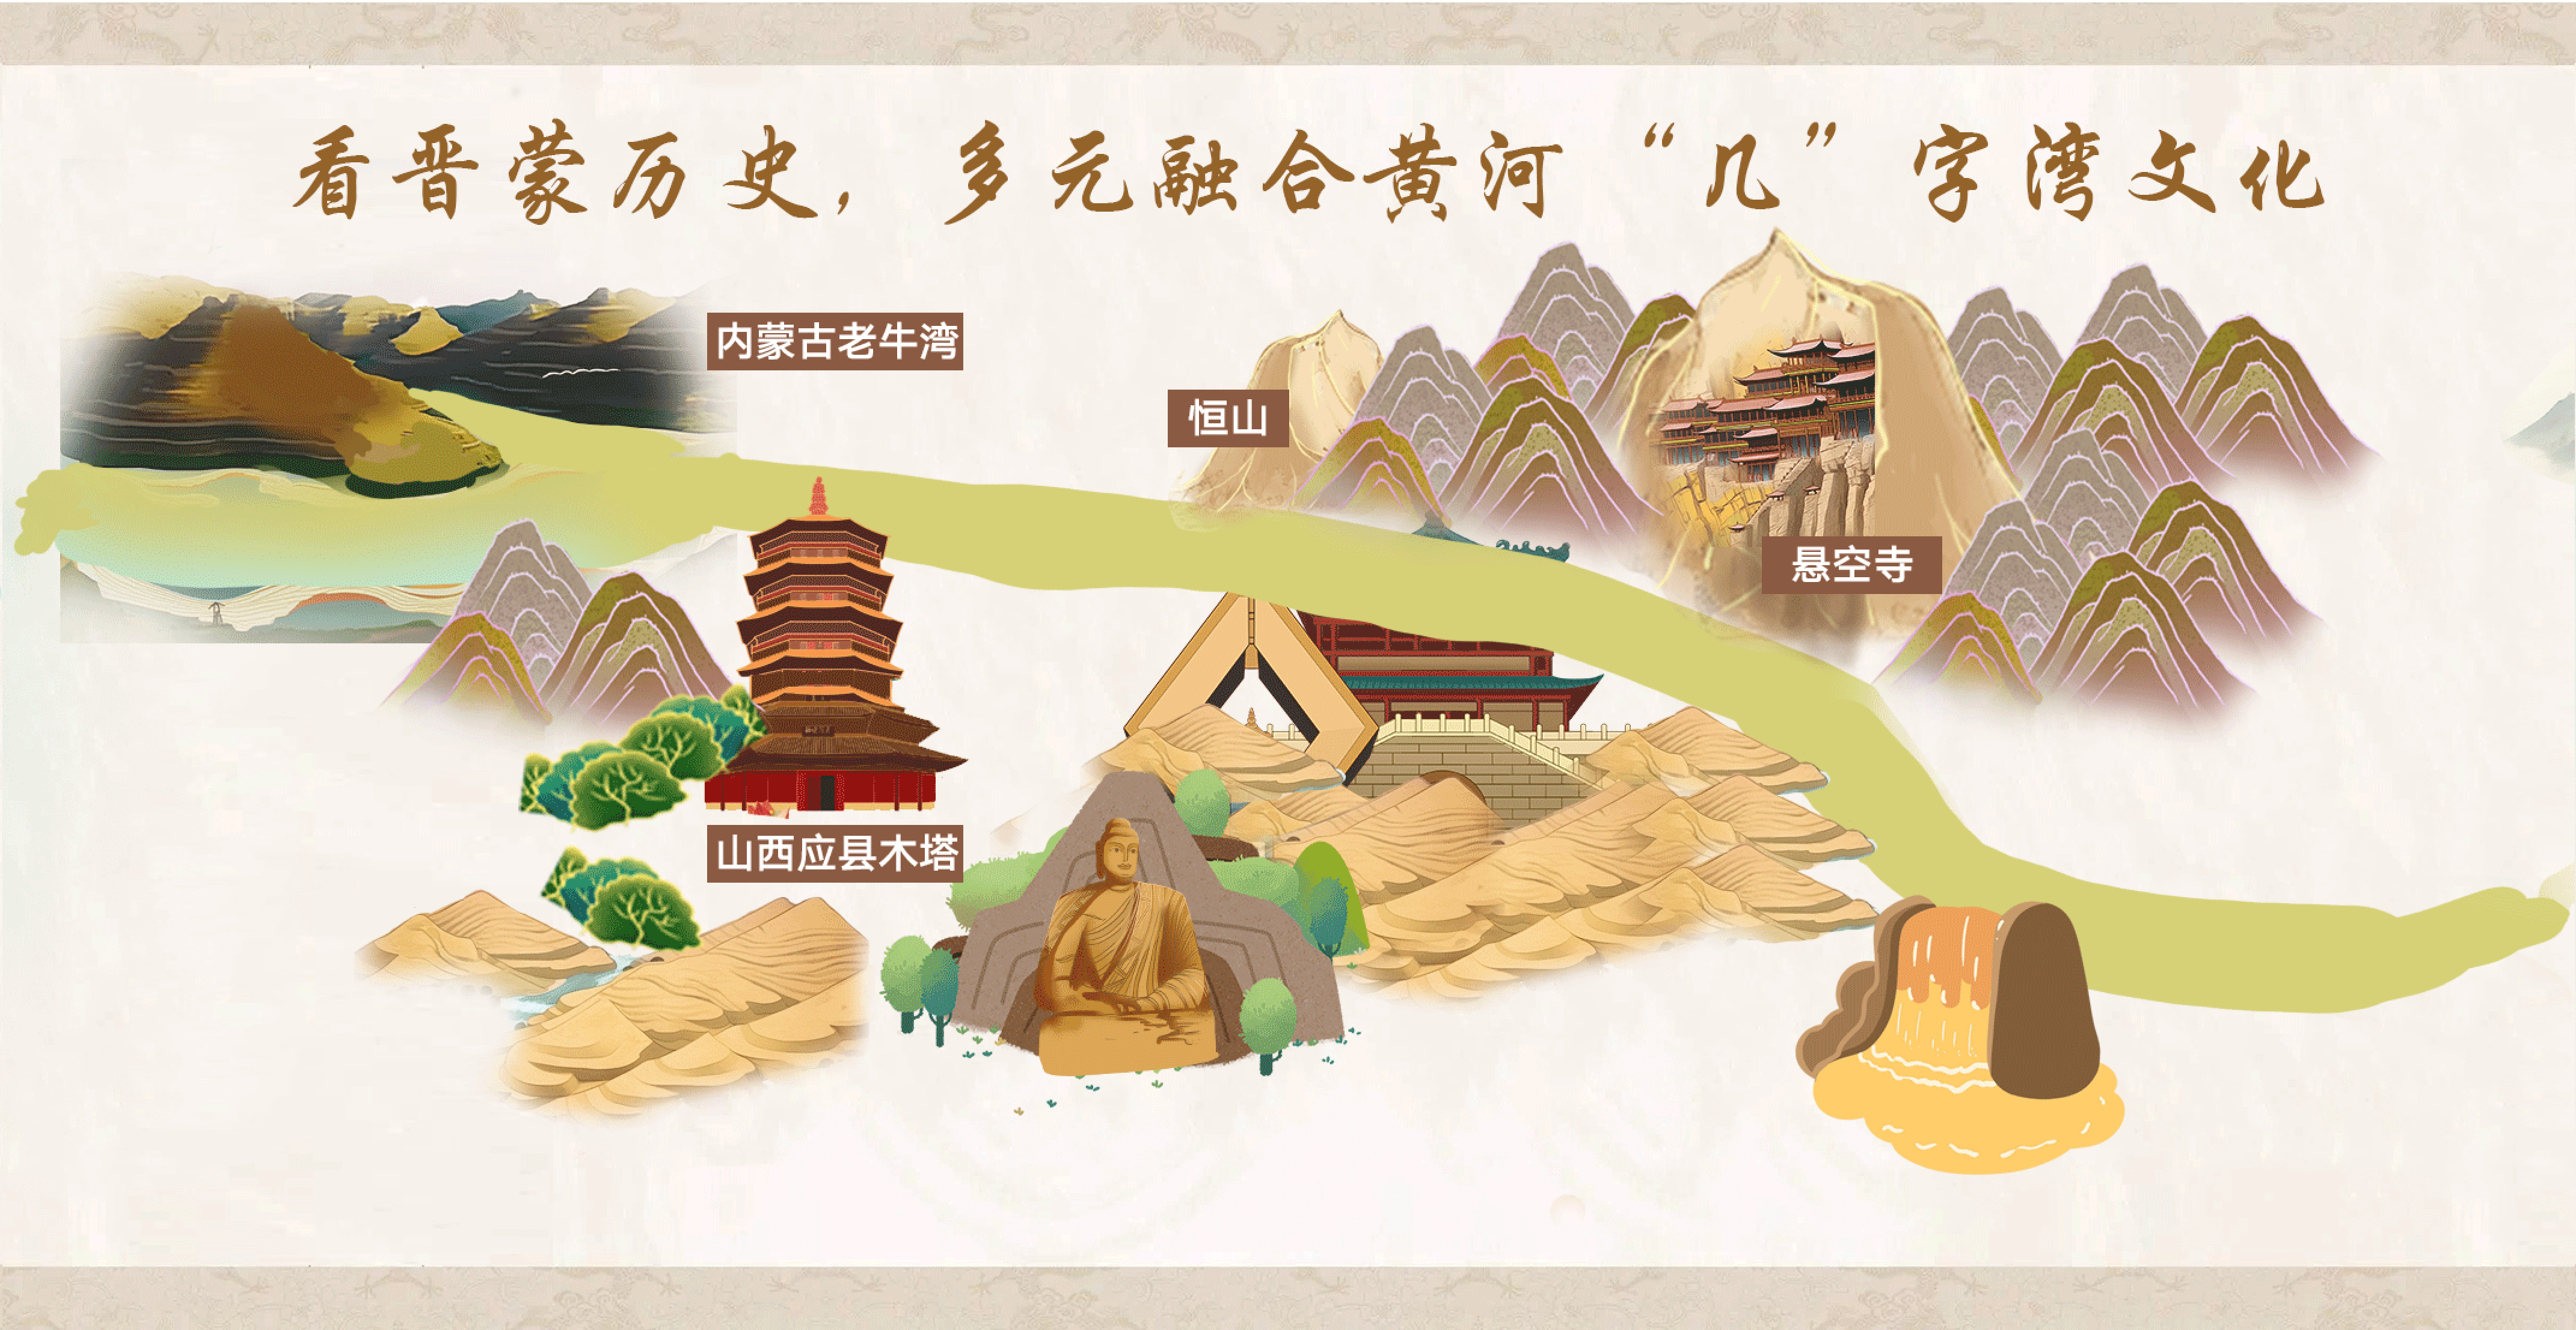 看晋蒙历史，多元融合黄河“几”字湾文化
内蒙古老牛湾
恒山
悬空寺
山西应县木塔